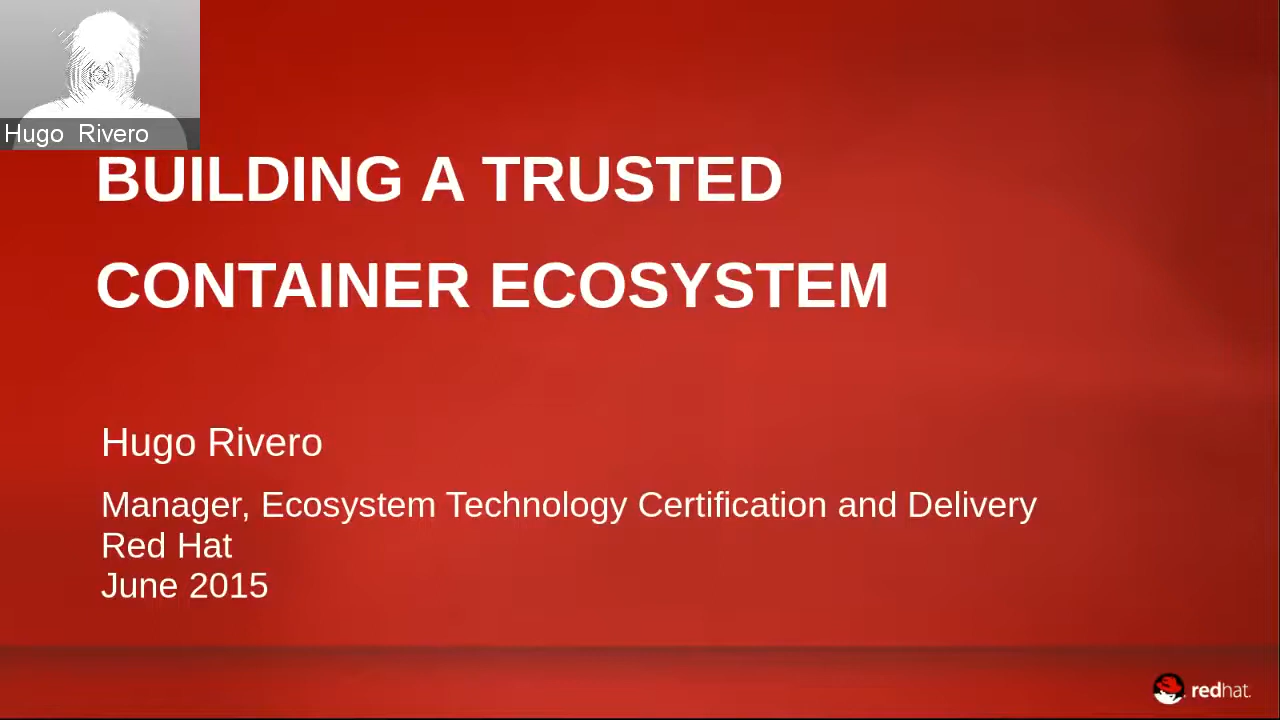 Hugo Rivero
BUILDING A TRUSTED
CONTAINER ECOSYSTEM
Hugo Rivero
Manager, Ecosystem Technology Certification and Delivery
Red Hat
June 2015
redhat.